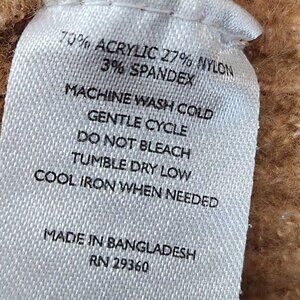 70% ACRYLIC 27% NYLON
3% SPANDEX
MACHINE WASH COLD
GENTLE CYCLE
DO NOT BLEACH
TUMBLE DRY LOW
COOL IRON WHEN NEEDED
MADE IN BANGLADESH
RN 29360